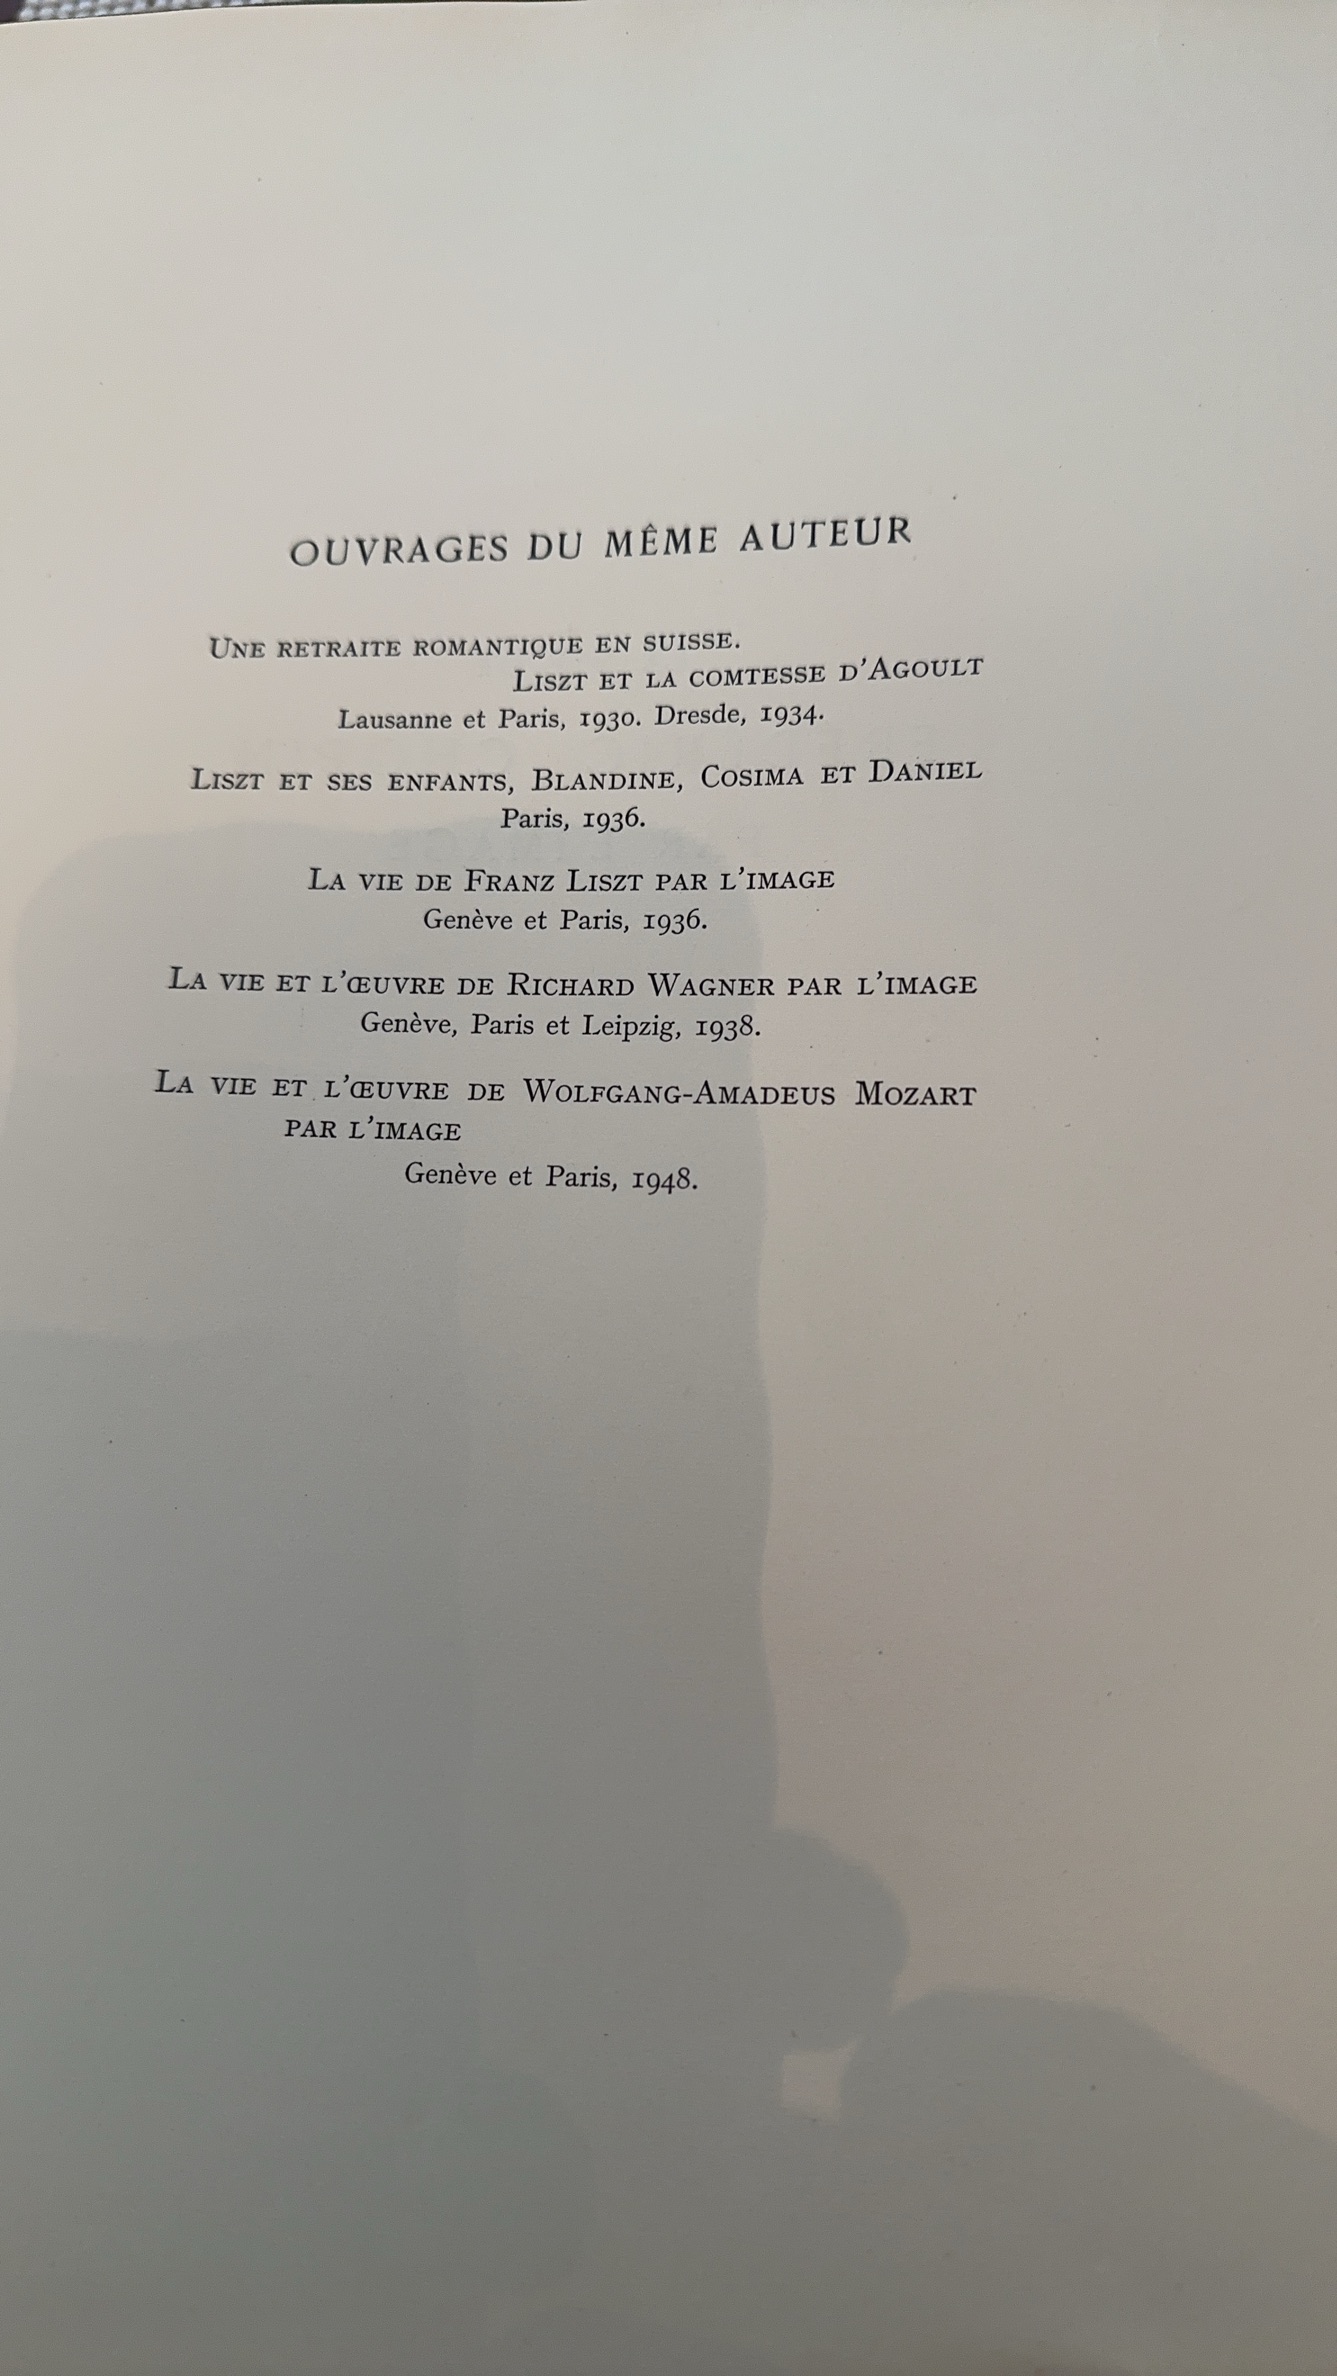 OUVRAGES DU MÊME AUTEUR
UNE RETRAITE ROMANTIQUE EN SUISSE.
LISZT ET LA COMTESSE D'AGOULT
Lausanne et Paris, 1930. Dresde, 1934.
LISZT ET SES ENFANTS, BLANDINE, COSIMA ET DANIEL
Paris, 1936.
LA VIE DE FRANZ LISZT PAR L'IMAGE
Genève et Paris, 1936.
LA VIE ET L'ŒUVRE DE RICHARD WAGNER PAR L'IMAGE
Genève, Paris et Leipzig, 1938.
LA VIE ET L'ŒUVRE DE WOLFGANG-AMADEUS MOZART
PAR L'IMAGE
Genève et Paris, 1948.